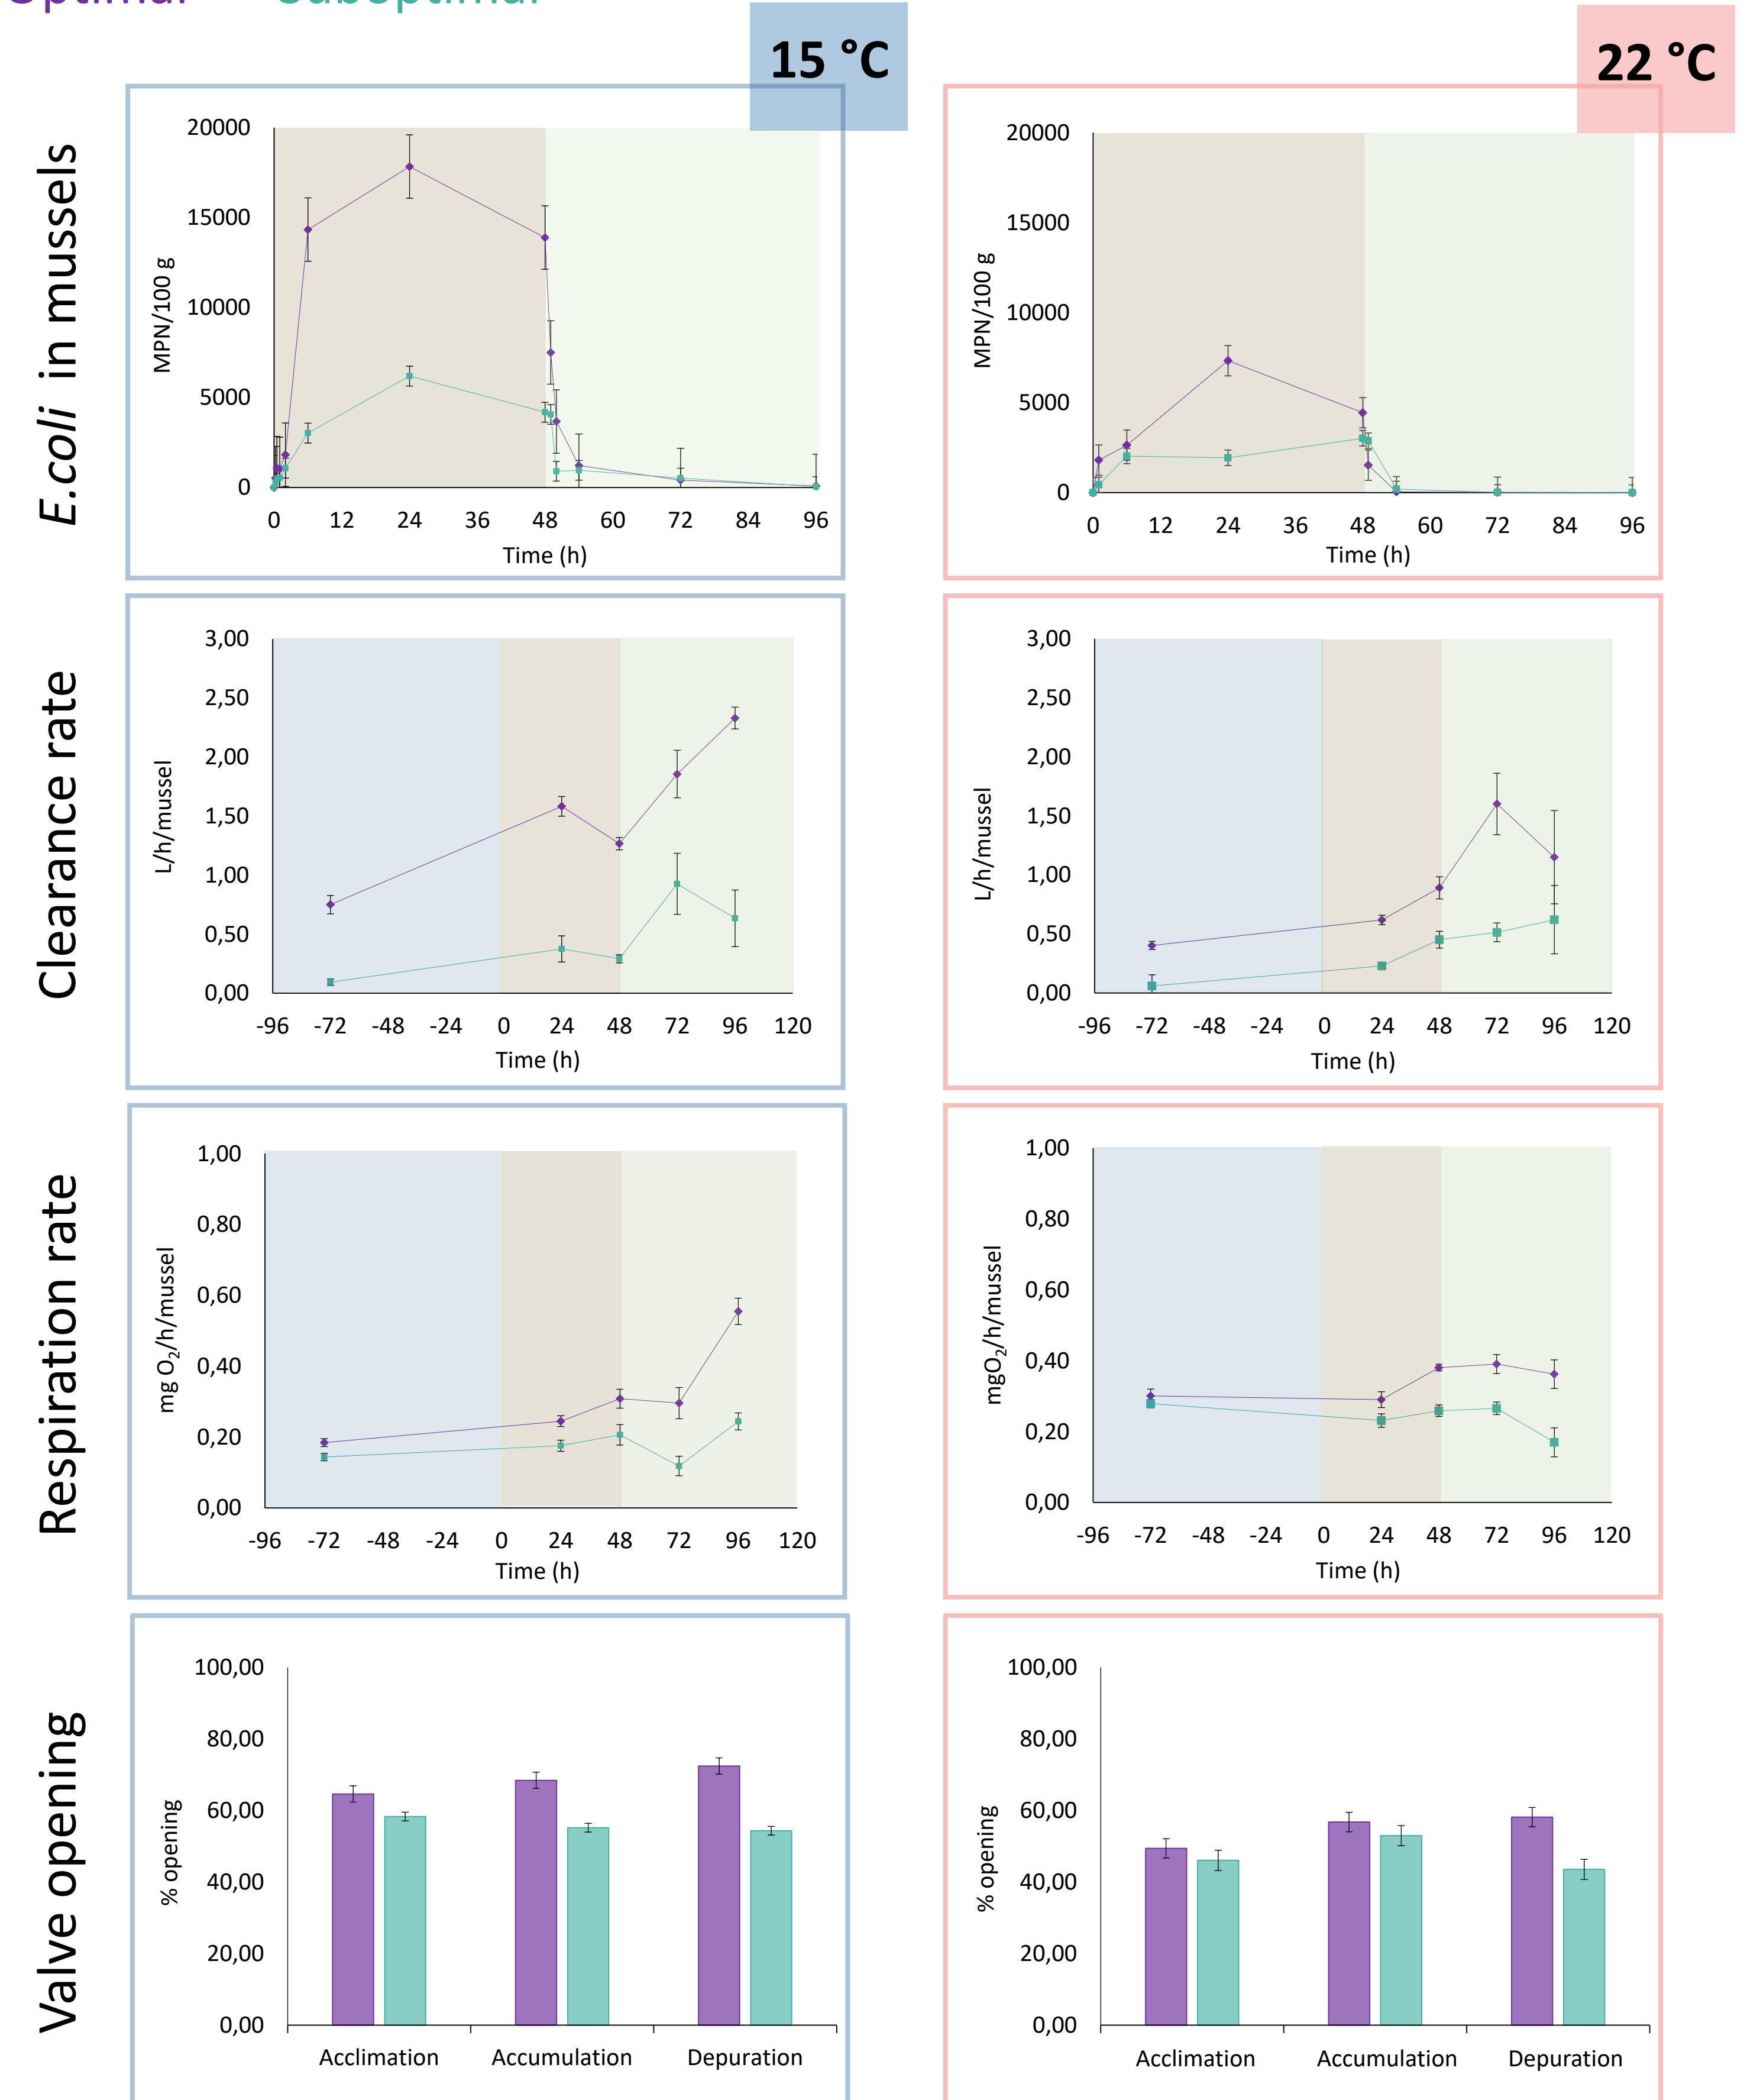 Optimal SubOptimal
15 °C
22 °C
E.coli in mussels
MPN/100 g
20000
15000
10000
5000
0
0 12 24 36 48 60 72 84 96
Time (h)
MPN/100 g
20000
15000
10000
5000
0
0 12 24 36 48 60 72 84 96
Time (h)
Clearance rate
L/h/mussel
3,00
2,50
2,00
1,50
1,00
0,50
0,00
-96 -72 -48 -24 0 24 48 72 96 120
Time (h)
L/h/mussel
3,00
2,50
2,00
1,50
1,00
0,50
0,00
-96 -72 -48 -24 0 24 48 72 96 120
Time (h)
Respiration rate
mg O₂/h/mussel
1,00
0,80
0,60
0,40
0,20
0,00
-96 -72 -48 -24 0 24 48 72 96 120
Time (h)
mgO₂/h/mussel
1,00
0,80
0,60
0,40
0,20
0,00
-96 -72 -48 -24 0 24 48 72 96 120
Time (h)
Valve opening
% opening
100,00
80,00
60,00
40,00
20,00
0,00
Acclimation Accumulation Depuration
% opening
100,00
80,00
60,00
40,00
20,00
0,00
Acclimation Accumulation Depuration